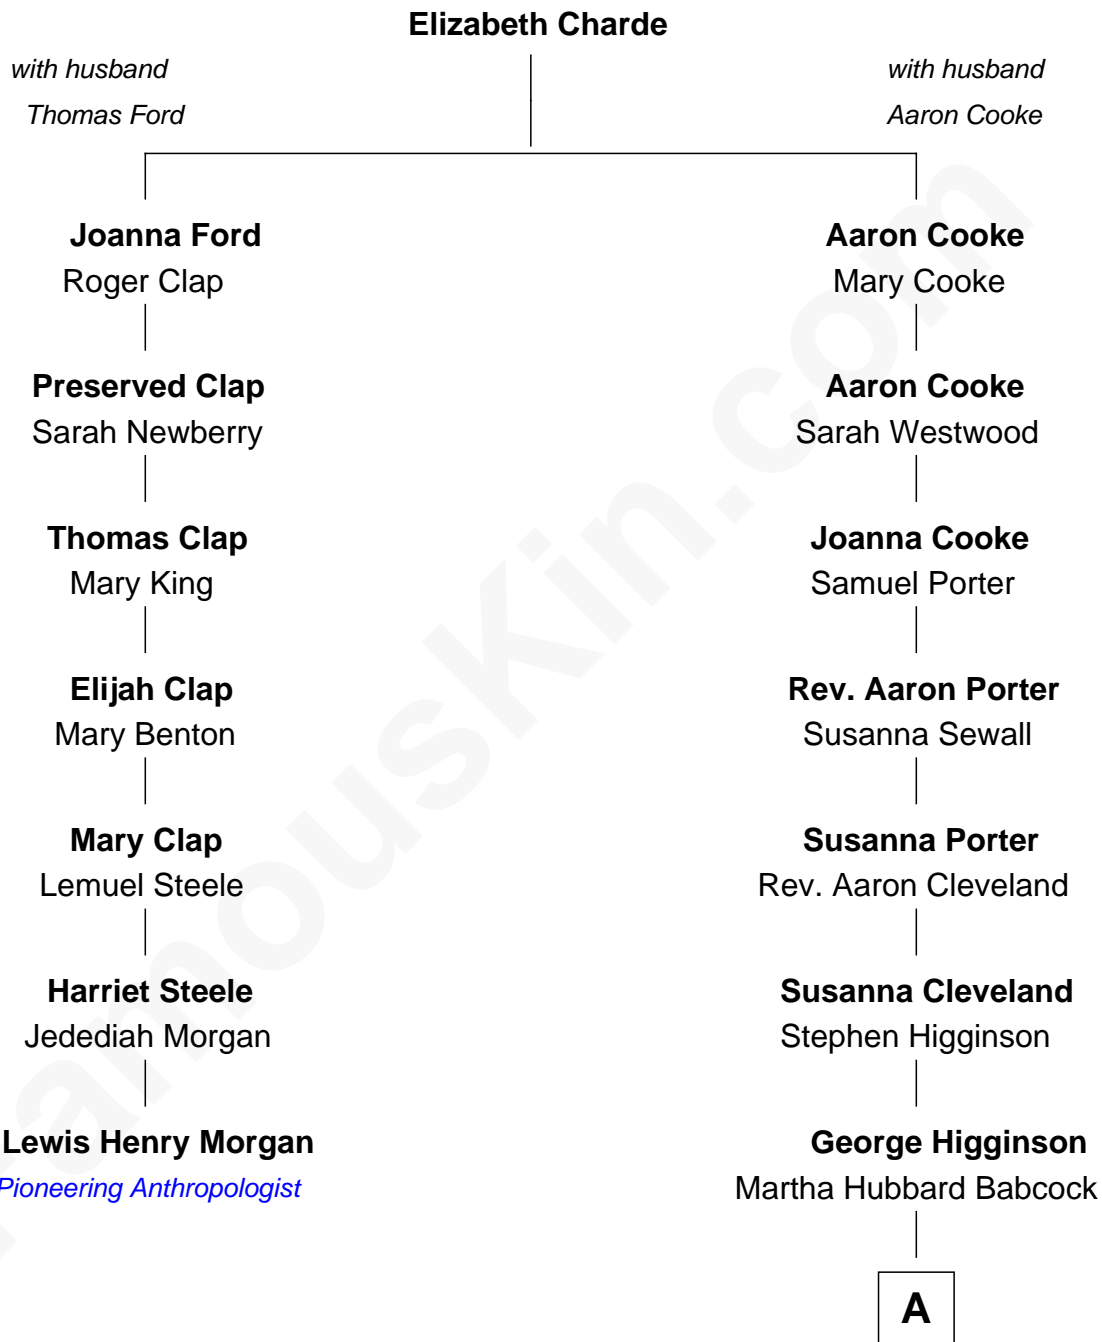 Elizabeth Charde
with husband
Thomas Ford
with husband
Aaron Cooke
Joanna Ford
Roger Clap
Aaron Cooke
Mary Cooke
Preserved Clap
Sarah Newberry
Aaron Cooke
Sarah Westwood
Thomas Clap
Mary King
Joanna Cooke
Samuel Porter
Elijah Clap
Mary Benton
Rev. Aaron Porter
Susanna Sewall
Mary Clap
Lemuel Steele
Susanna Porter
Rev. Aaron Cleveland
Harriet Steele
Jedediah Morgan
Susanna Cleveland
Stephen Higginson
Lewis Henry Morgan
Pioneering Anthropologist
George Higginson
Martha Hubbard Babcock
A
FamousKin.com